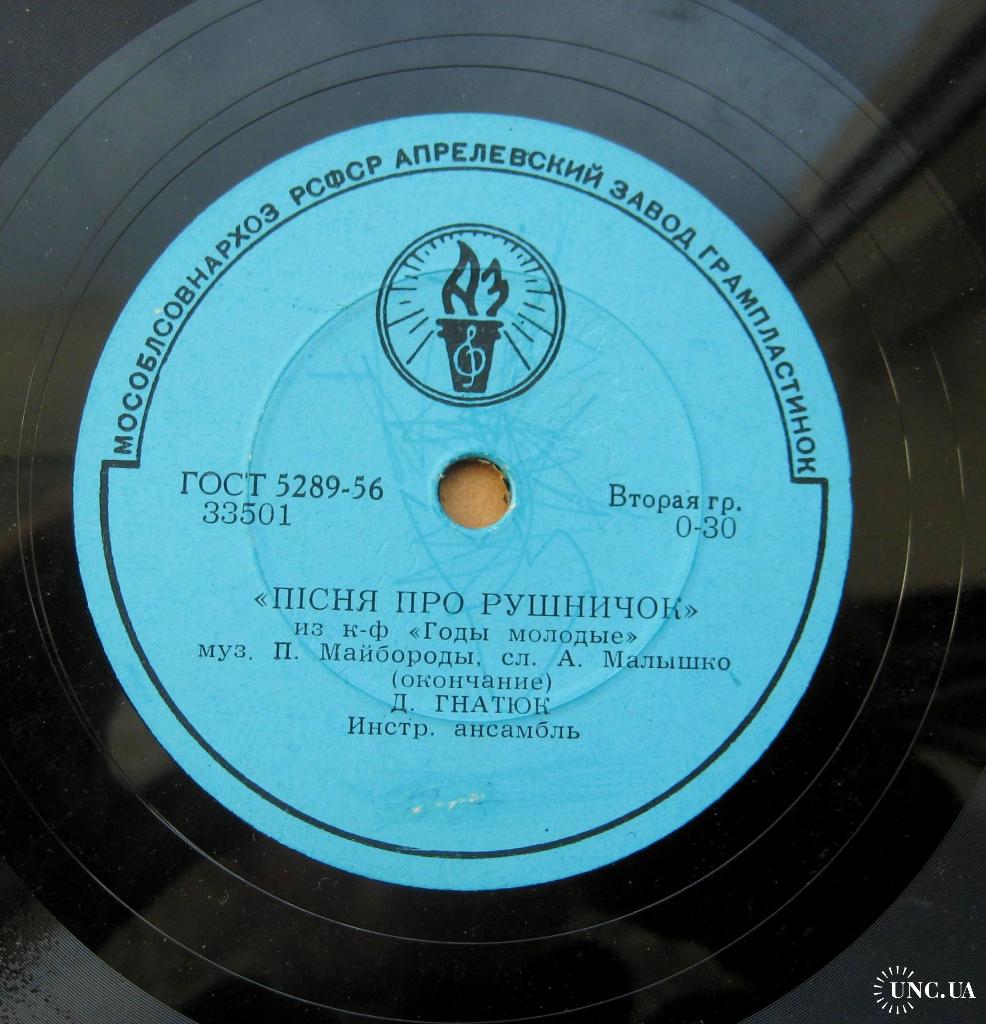 МОСОБЛСОВНАРХОЗ РСФСР АПРЕЛЕВСКИЙ ЗАВОД ГРАМПЛАСТИНОК
АЗ
ГОСТ 5289-56
33501
Вторая гр.
0-30
«ПІСНЯ ПРО РУШНИЧОК»
из к-ф «Годы молодые»
муз. П. Майбороды, сл. А. Малышко
(окончание)
Д. ГНАТЮК
Инстр. ансамбль
UNC.UA